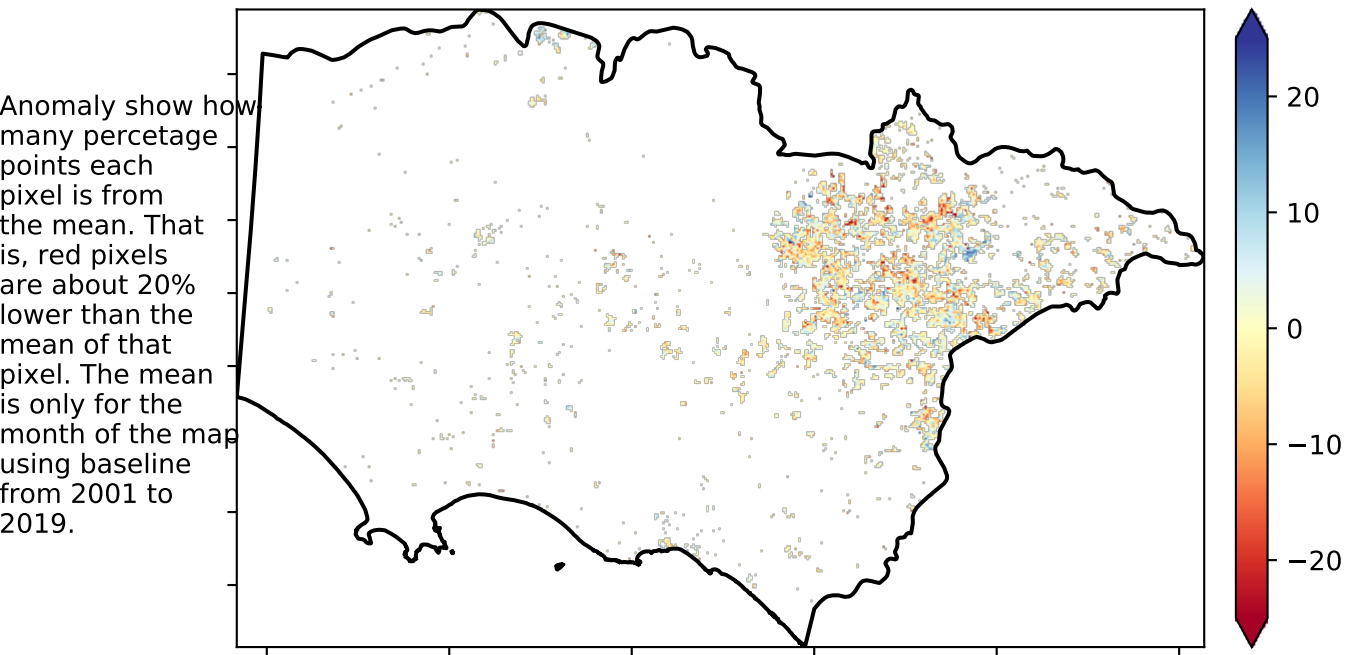 Anomaly show how
many percetage
points each
pixel is from
the mean. That
is, red pixels
are about 20%
lower than the
mean of that
pixel. The mean
is only for the
month of the map
using baseline
from 2001 to
2019.
20
10
0
−10
−20